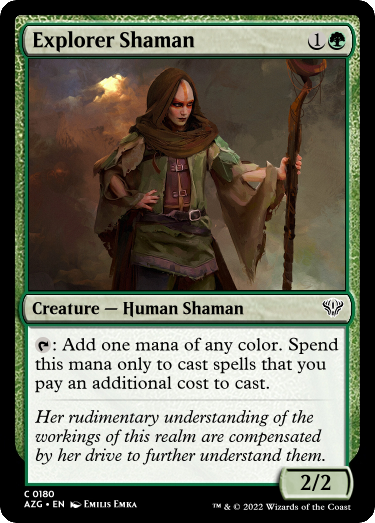 Explorer Shaman 1
Creature — Human Shaman
: Add one mana of any color. Spend
this mana only to cast spells that you
pay an additional cost to cast.
Her rudimentary understanding of the
workings of this realm are compensated
by her drive to further understand them.
2/2
C 0180
AZG • EN Emilis Emka
™ & © 2022 Wizards of the Coast